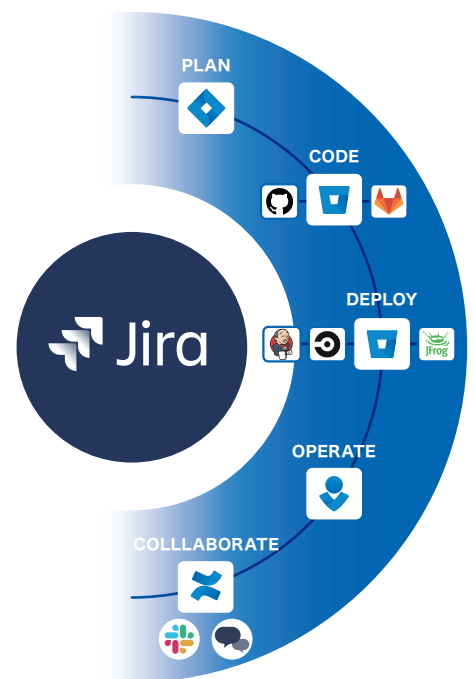 PLAN
CODE
DEPLOY
Jira
JFrog
OPERATE
COLLLABORATE